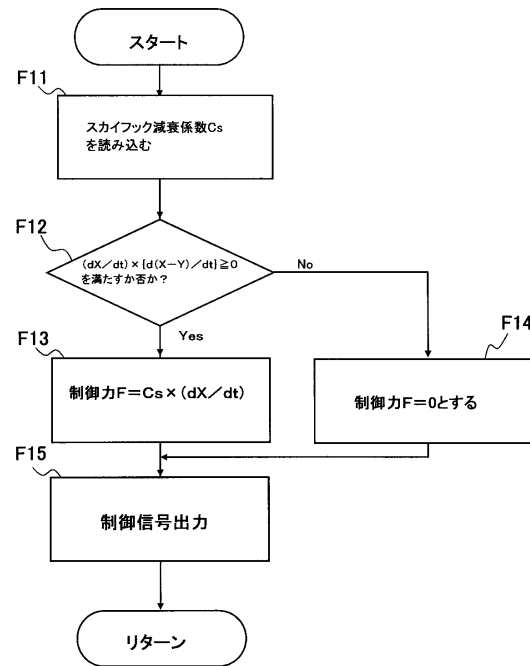 スタート
F11
スカイフック減衰係数Cs
を読み込む
F12
(dX/dt)×{d(X−Y)/dt}≧0
を満たすか否か?
No
Yes
F13
制御力F=Cs×(dX/dt)
F14
制御力F=0とする
F15
制御信号出力
リターン